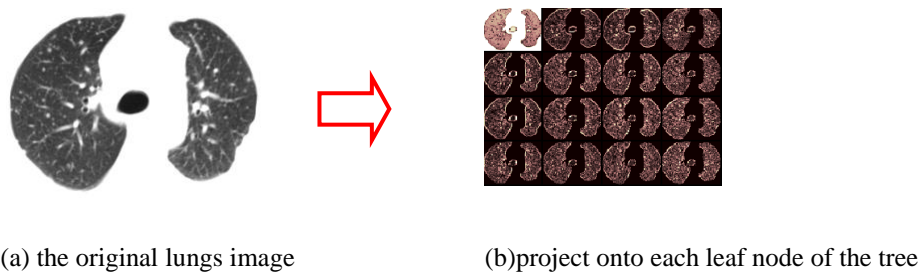 (a) the original lungs image
(b)project onto each leaf node of the tree